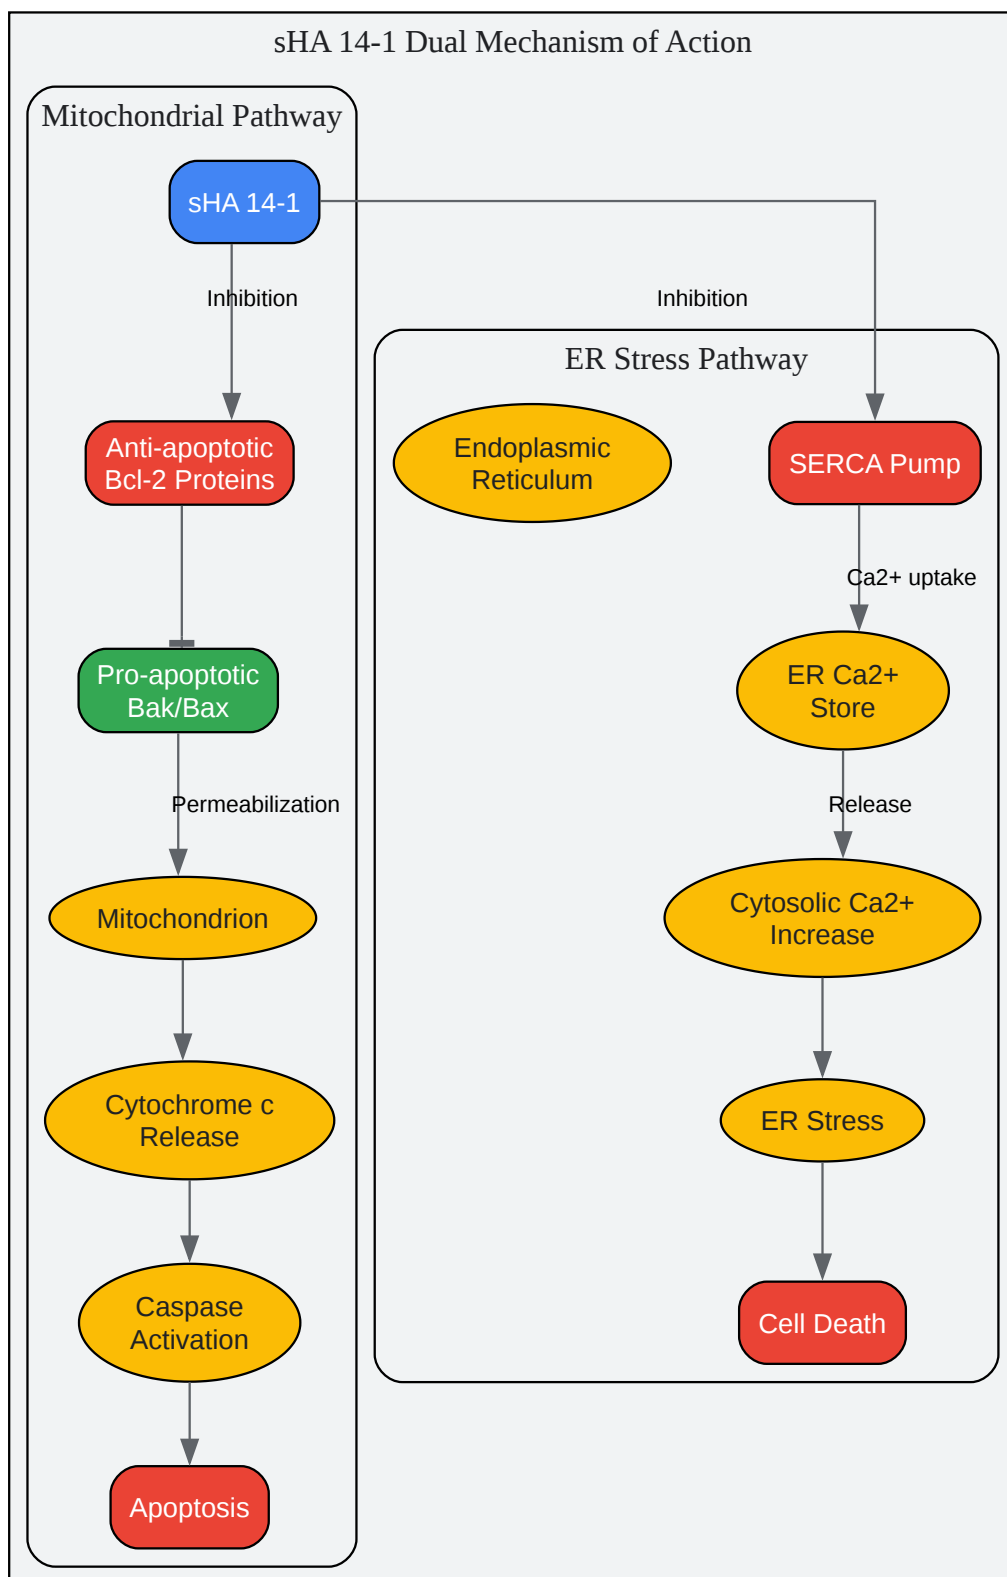 sHA 14-1 Dual Mechanism of Action
Mitochondrial Pathway
sHA 14-1
Inhibition
Anti-apoptotic
Bcl-2 Proteins
Pro-apoptotic
Bak/Bax
Permeabilization
Mitochondrion
Cytochrome c
Release
Caspase
Activation
Apoptosis
Inhibition
ER Stress Pathway
Endoplasmic
Reticulum
SERCA Pump
Ca2+ uptake
ER Ca2+
Store
Release
Cytosolic Ca2+
Increase
ER Stress
Cell Death